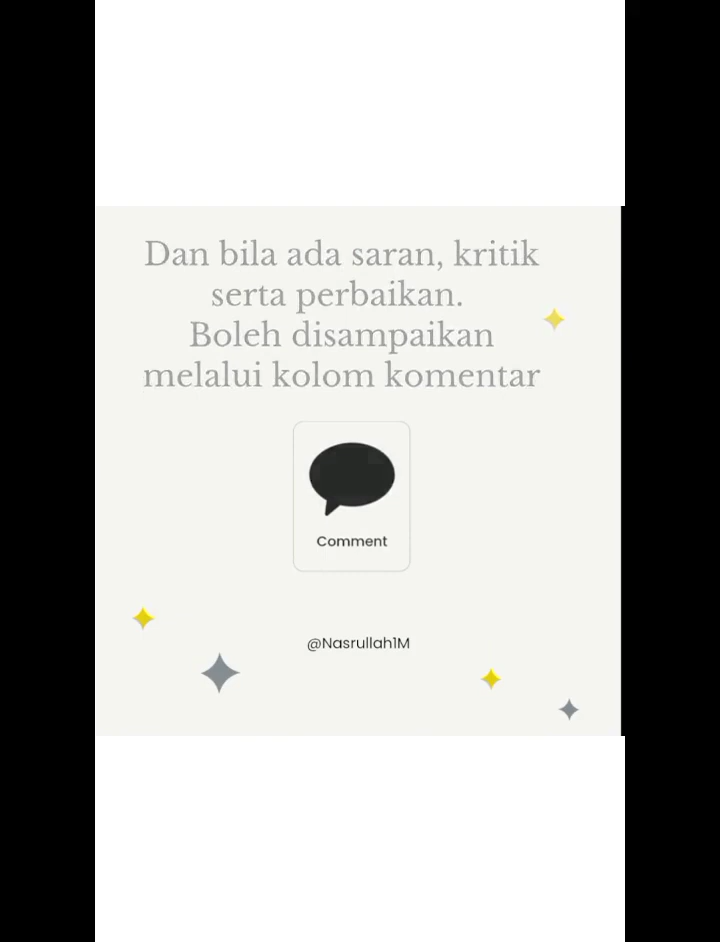 Dan bila ada saran, kritik
serta perbaikan.
Boleh disampaikan
melalui kolom komentar
Comment
@Nasrullah1M